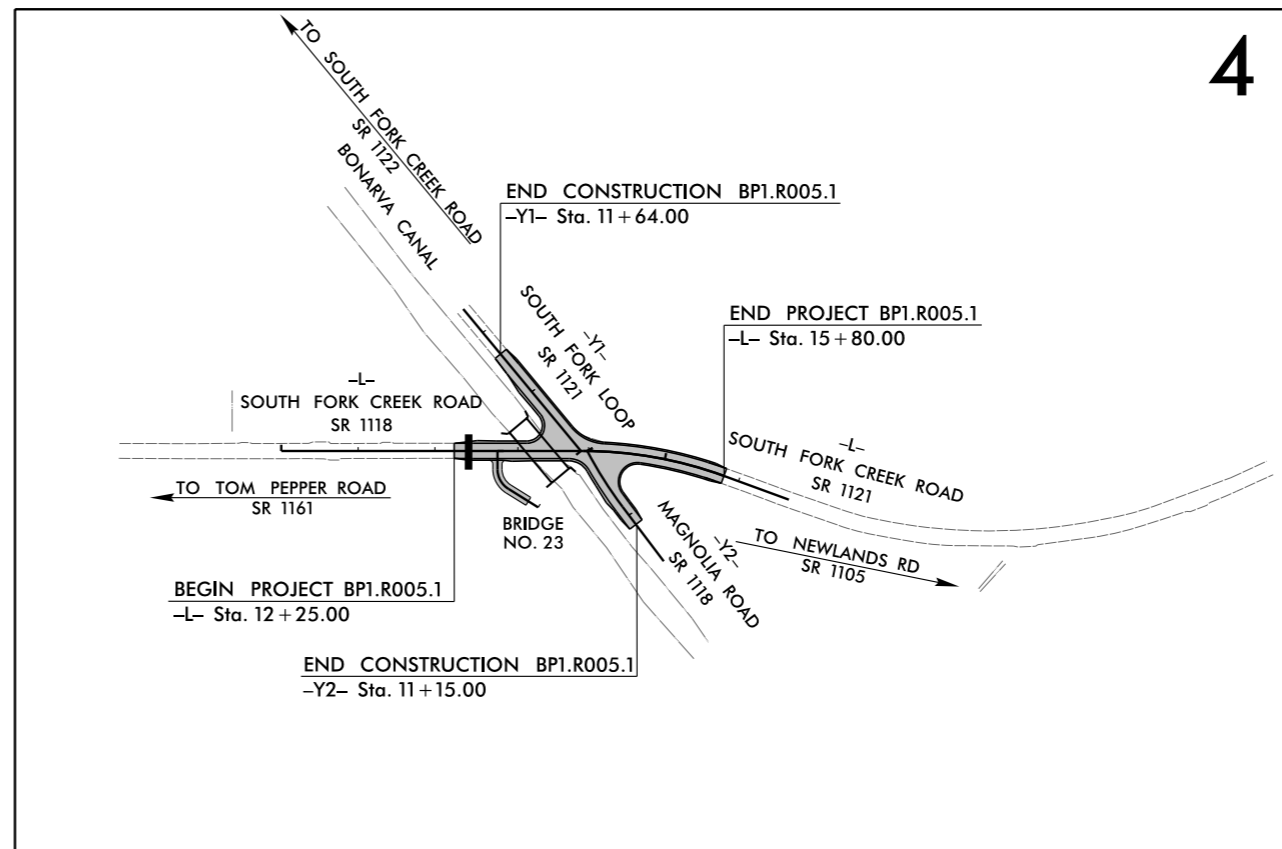 4
TO SOUTH FORK CREEK ROAD
SR 1122
BONARVA CANAL
END CONSTRUCTION BP1.R005.1
–Y1– Sta. 11+64.00
–Y1–
SOUTH FORK LOOP
SR 1121
END PROJECT BP1.R005.1
–L– Sta. 15+80.00
–L–
SOUTH FORK CREEK ROAD
SR 1118
–L–
SOUTH FORK CREEK ROAD
SR 1121
TO TOM PEPPER ROAD
SR 1161
BRIDGE
NO. 23
–Y2–
MAGNOLIA ROAD
SR 1118
TO NEWLANDS RD
SR 1105
BEGIN PROJECT BP1.R005.1
–L– Sta. 12+25.00
END CONSTRUCTION BP1.R005.1
–Y2– Sta. 11+15.00